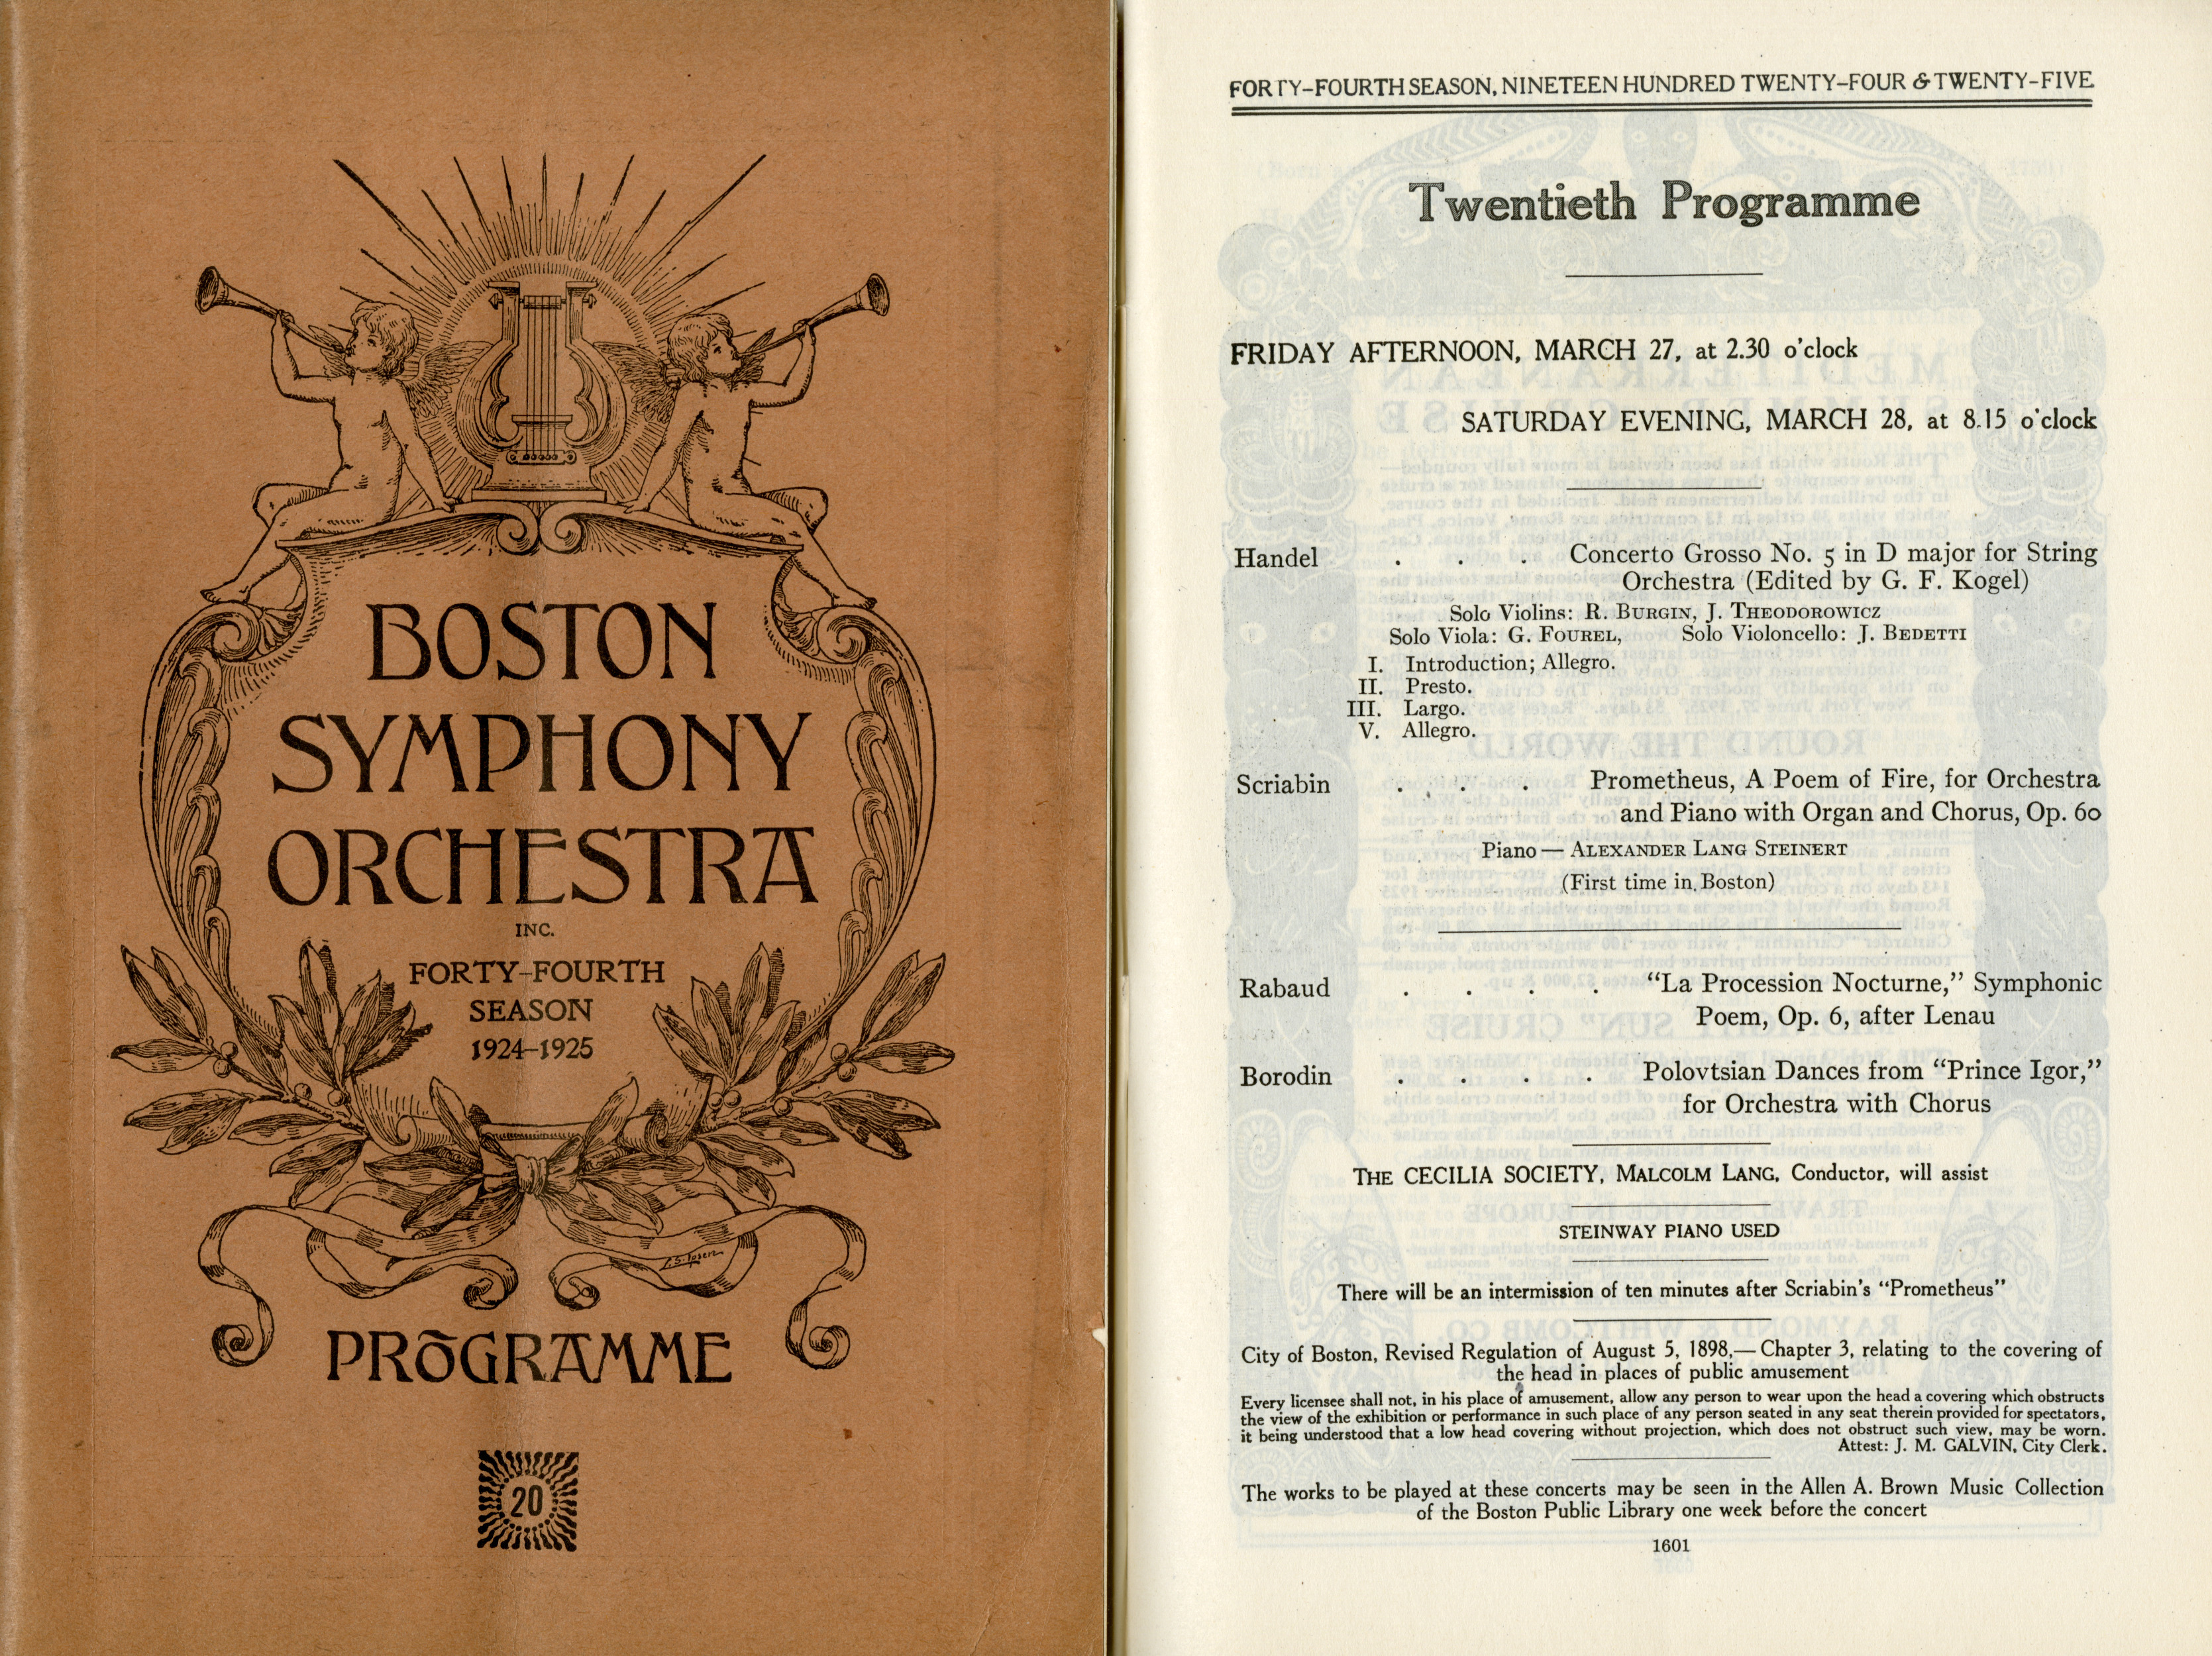 BOSTON
SYMPHONY
ORCHESTRA
INC.
FORTY-FOURTH
SEASON
1924-1925
PRŌGRAMME
20
FORTY-FOURTH SEASON, NINETEEN HUNDRED TWENTY-FOUR & TWENTY-FIVE
Twentieth Programme
FRIDAY AFTERNOON, MARCH 27, at 2.30 o'clock
SATURDAY EVENING, MARCH 28, at 8.15 o'clock
Handel . . . Concerto Grosso No. 5 in D major for String
Orchestra (Edited by G. F. Kogel)
Solo Violins: R. BURGIN, J. THEODOROWICZ
Solo Viola: G. FOUREL, Solo Violoncello: J. BEDETTI
I. Introduction; Allegro.
II. Presto.
III. Largo.
V. Allegro.
Scriabin . . . Prometheus, A Poem of Fire, for Orchestra
and Piano with Organ and Chorus, Op. 60
Piano — ALEXANDER LANG STEINERT
(First time in Boston)
Rabaud . . . . "La Procession Nocturne," Symphonic
Poem, Op. 6, after Lenau
Borodin . . . . Polovtsian Dances from "Prince Igor,"
for Orchestra with Chorus
THE CECILIA SOCIETY, MALCOLM LANG, Conductor, will assist
STEINWAY PIANO USED
There will be an intermission of ten minutes after Scriabin's "Prometheus"
City of Boston, Revised Regulation of August 5, 1898,— Chapter 3, relating to the covering of
the head in places of public amusement
Every licensee shall not, in his place of amusement, allow any person to wear upon the head a covering which obstructs
the view of the exhibition or performance in such place of any person seated in any seat therein provided for spectators,
it being understood that a low head covering without projection, which does not obstruct such view, may be worn.
Attest: J. M. GALVIN, City Clerk.
The works to be played at these concerts may be seen in the Allen A. Brown Music Collection
of the Boston Public Library one week before the concert
1601